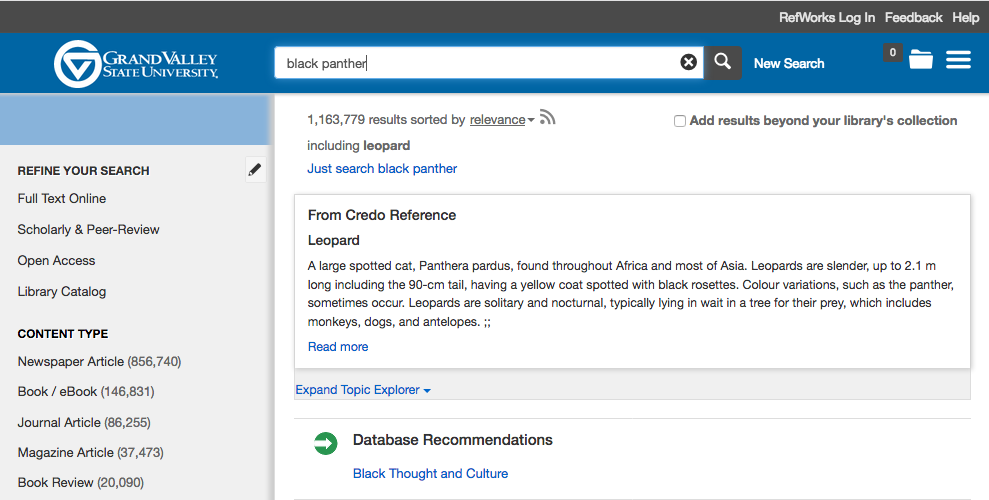 RefWorks Log In Feedback Help
GRANDVALLEY
STATE UNIVERSITY
black panther
New Search
0
1,163,779 results sorted by relevance
Add results beyond your library's collection
including leopard
Just search black panther
REFINE YOUR SEARCH
Full Text Online
Scholarly & Peer-Review
Open Access
Library Catalog
CONTENT TYPE
Newspaper Article (856,740)
Book / eBook (146,831)
Journal Article (86,255)
Magazine Article (37,473)
Book Review (20,090)
From Credo Reference
Leopard
A large spotted cat, Panthera pardus, found throughout Africa and most of Asia. Leopards are slender, up to 2.1 m
long including the 90-cm tail, having a yellow coat spotted with black rosettes. Colour variations, such as the panther,
sometimes occur. Leopards are solitary and nocturnal, typically lying in wait in a tree for their prey, which includes
monkeys, dogs, and antelopes. ;;
Read more
Expand Topic Explorer
Database Recommendations
Black Thought and Culture